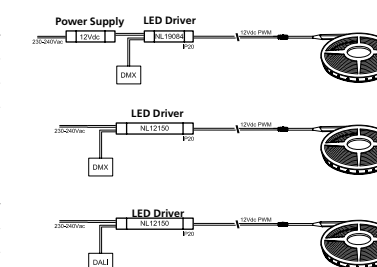 Power Supply LED Driver
230-240Vac 12Vdc NL19084 12Vdc PWM
IP20
DMX
LED Driver
230-240Vac NL12150 12Vdc PWM
IP20
DMX
LED Driver
230-240Vac NL12150 12Vdc PWM
IP20
DALI